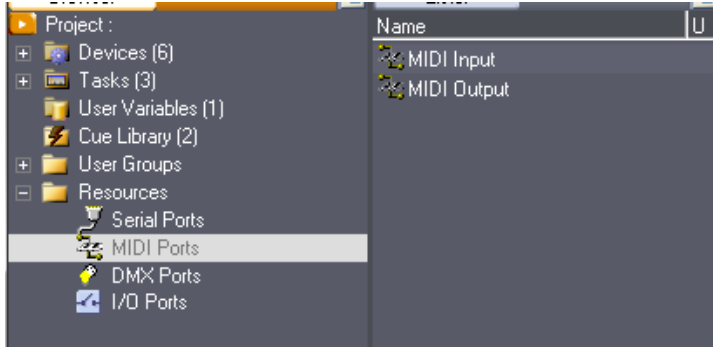 Project :
Devices (6)
Tasks (3)
User Variables (1)
Cue Library (2)
User Groups
Resources
Serial Ports
MIDI Ports
DMX Ports
I/O Ports
Name U
MIDI Input
MIDI Output